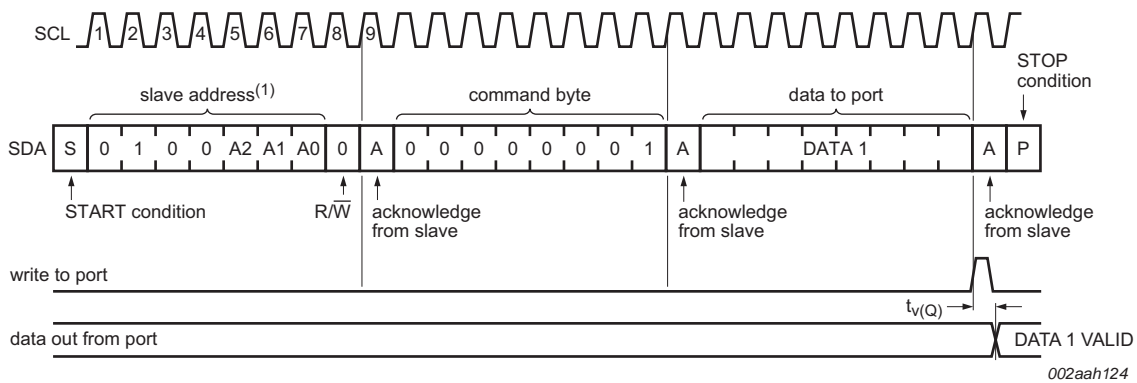 SCL 1 2 3 4 5 6 7 8 9
STOP condition
slave address(1) command byte data to port
SDA S 0 1 0 0 A2 A1 A0 0 A 0 0 0 0 0 0 0 1 A DATA 1 A P
START condition R/W̅ acknowledge from slave acknowledge from slave acknowledge from slave
write to port
tv(Q)
data out from port DATA 1 VALID
002aah124